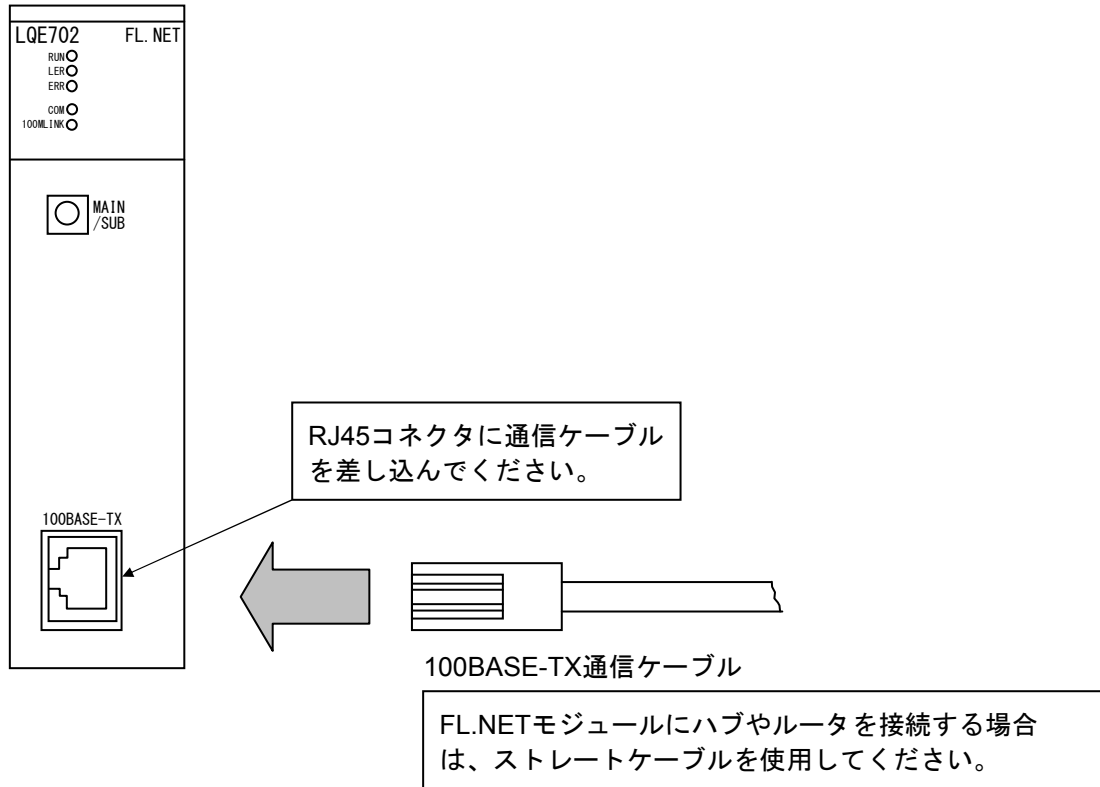 LQE702 FL.NET
RUN
LER
ERR
COM
100MLINK
MAIN
/SUB
RJ45コネクタに通信ケーブル
を差し込んでください。
100BASE-TX
100BASE-TX通信ケーブル
FL.NETモジュールにハブやルータを接続する場合
は、ストレートケーブルを使用してください。